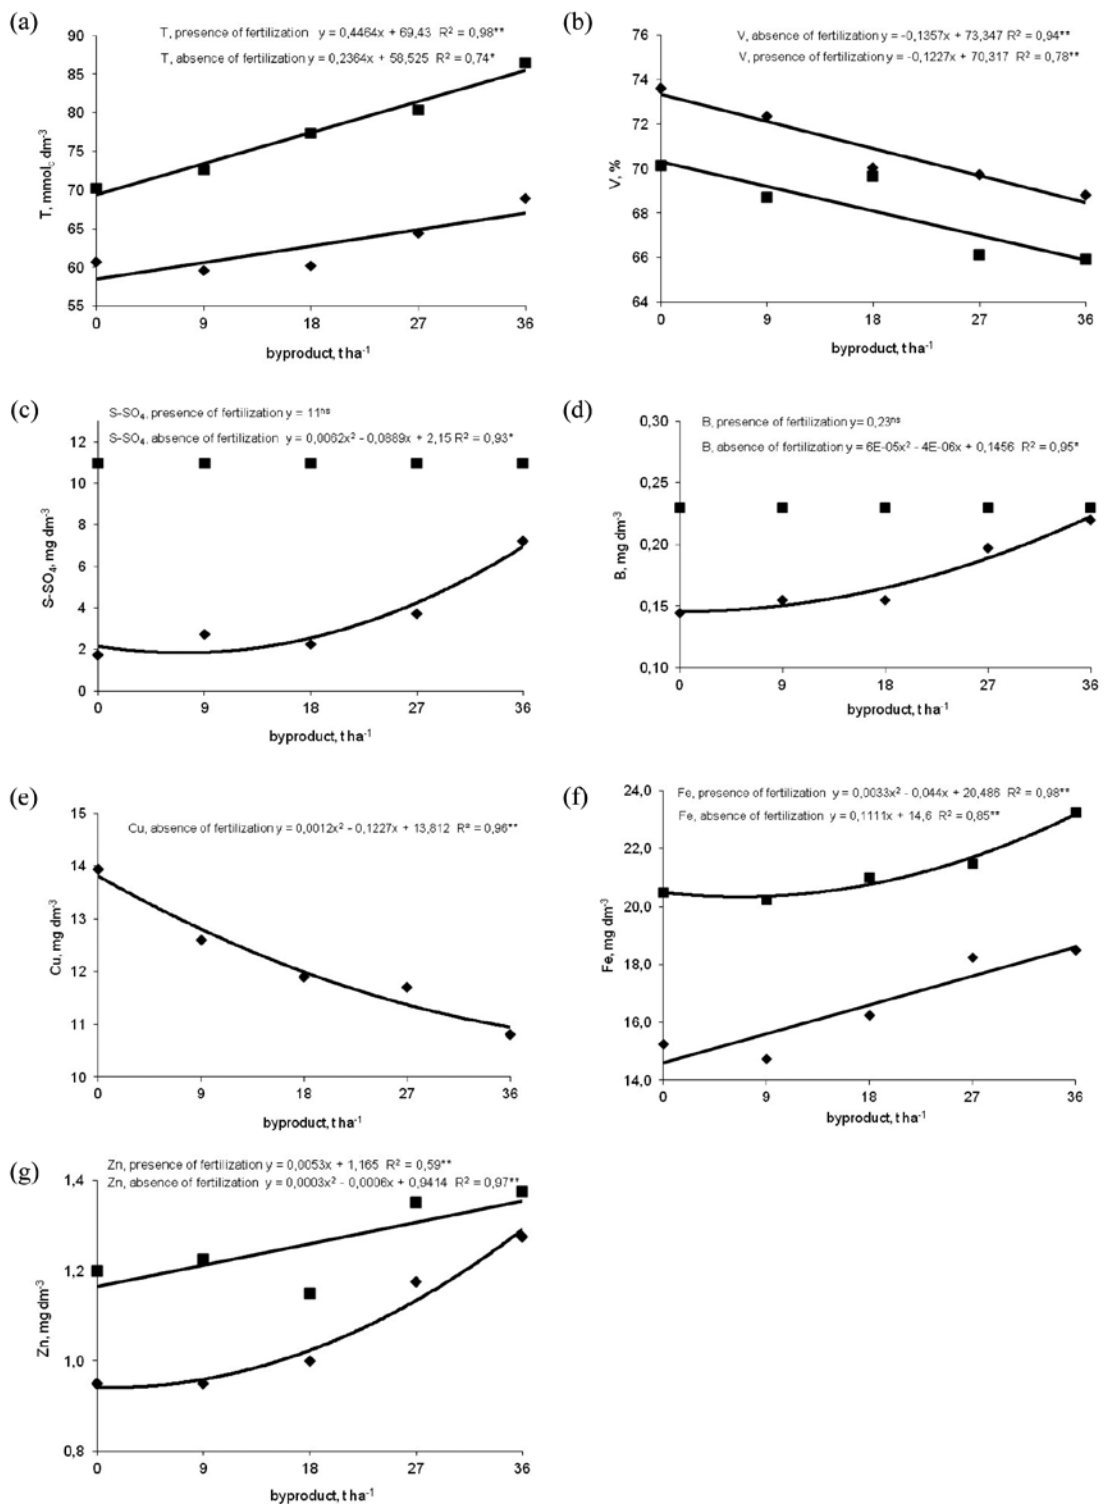 (a)
T, presence of fertilization y = 0,4464x + 69,43 R² = 0,98**
T, absence of fertilization y = 0,2364x + 58,525 R² = 0,74*
90
85
80
75
70
65
60
55
T, mmol꜀ dm⁻³
0 9 18 27 36
byproduct, t ha⁻¹
(b)
V, absence of fertilization y = -0,1357x + 73,347 R² = 0,94**
V, presence of fertilization y = -0,1227x + 70,317 R² = 0,78**
76
74
72
70
68
66
64
V, %
0 9 18 27 36
byproduct, t ha⁻¹
(c)
S-SO₄, presence of fertilization y = 11ⁿˢ
S-SO₄, absence of fertilization y = 0,0062x² - 0,0889x + 2,15 R² = 0,93*
12
10
8
6
4
2
0
S-SO₄, mg dm⁻³
0 9 18 27 36
byproduct, t ha⁻¹
(d)
B, presence of fertilization y= 0,23ⁿˢ
B, absence of fertilization y = 6E-05x² - 4E-06x + 0,1456 R² = 0,95*
0,30
0,25
0,20
0,15
0,10
B, mg dm⁻³
0 9 18 27 36
byproduct, t ha⁻¹
(e)
Cu, absence of fertilization y = 0,0012x² - 0,1227x + 13,812 R² = 0,96**
15
14
13
12
11
10
Cu, mg dm⁻³
0 9 18 27 36
byproduct, t ha⁻¹
(f)
Fe, presence of fertilization y = 0,0033x² - 0,044x + 20,486 R² = 0,98**
Fe, absence of fertilization y = 0,1111x + 14,6 R² = 0,85**
24,0
22,0
20,0
18,0
16,0
14,0
Fe, mg dm⁻³
0 9 18 27 36
byproduct, t ha⁻¹
(g)
Zn, presence of fertilization y = 0,0053x + 1,165 R² = 0,59**
Zn, absence of fertilization y = 0,0003x² - 0,0006x + 0,9414 R² = 0,97**
1,4
1,2
1,0
0,8
Zn, mg dm⁻³
0 9 18 27 36
byproduct, t ha⁻¹